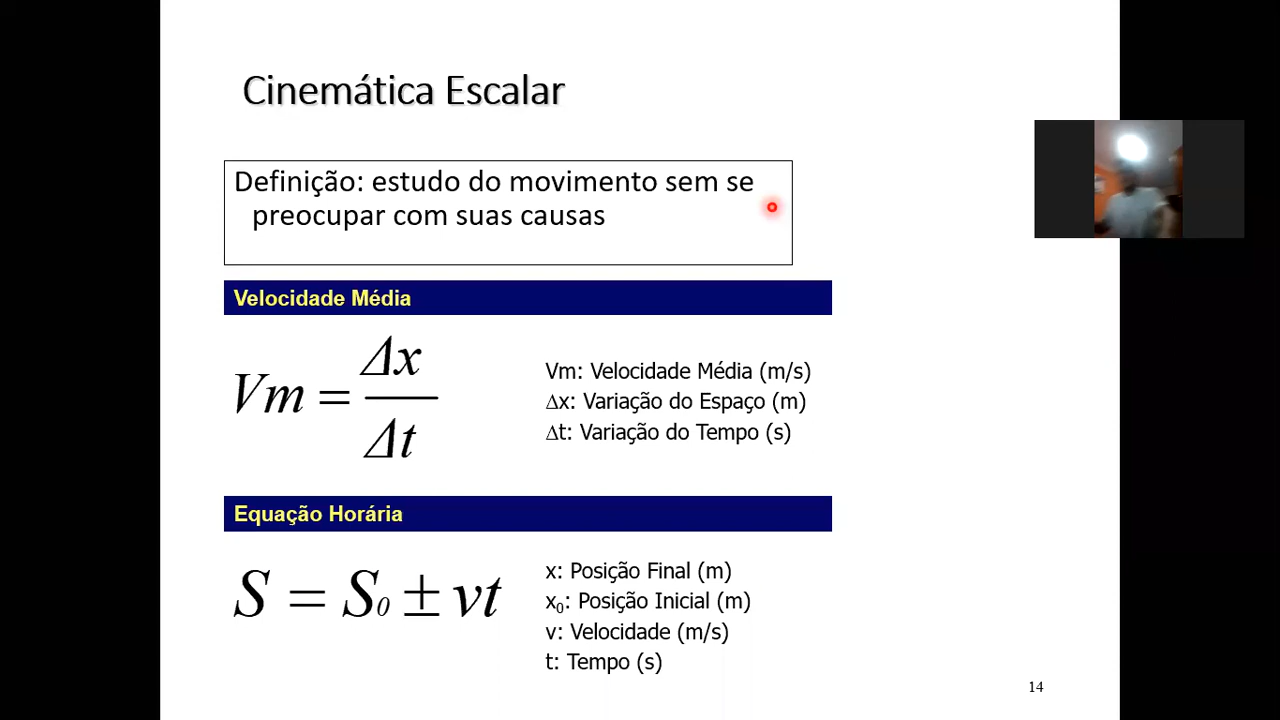 Cinemática Escalar
Definição: estudo do movimento sem se
preocupar com suas causas
Velocidade Média
Vm = Δx / Δt
Vm: Velocidade Média (m/s)
Δx: Variação do Espaço (m)
Δt: Variação do Tempo (s)
Equação Horária
S = S₀ ± vt
x: Posição Final (m)
x₀: Posição Inicial (m)
v: Velocidade (m/s)
t: Tempo (s)
14